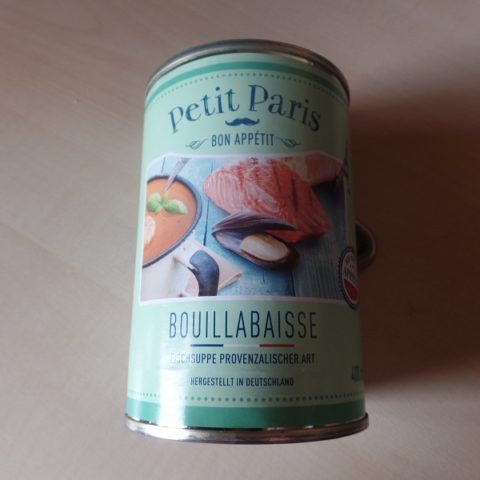 Petit Paris
BON APPÉTIT
BOUILLABAISSE
FISCHSUPPE PROVENZALISCHER ART
HERGESTELLT IN DEUTSCHLAND